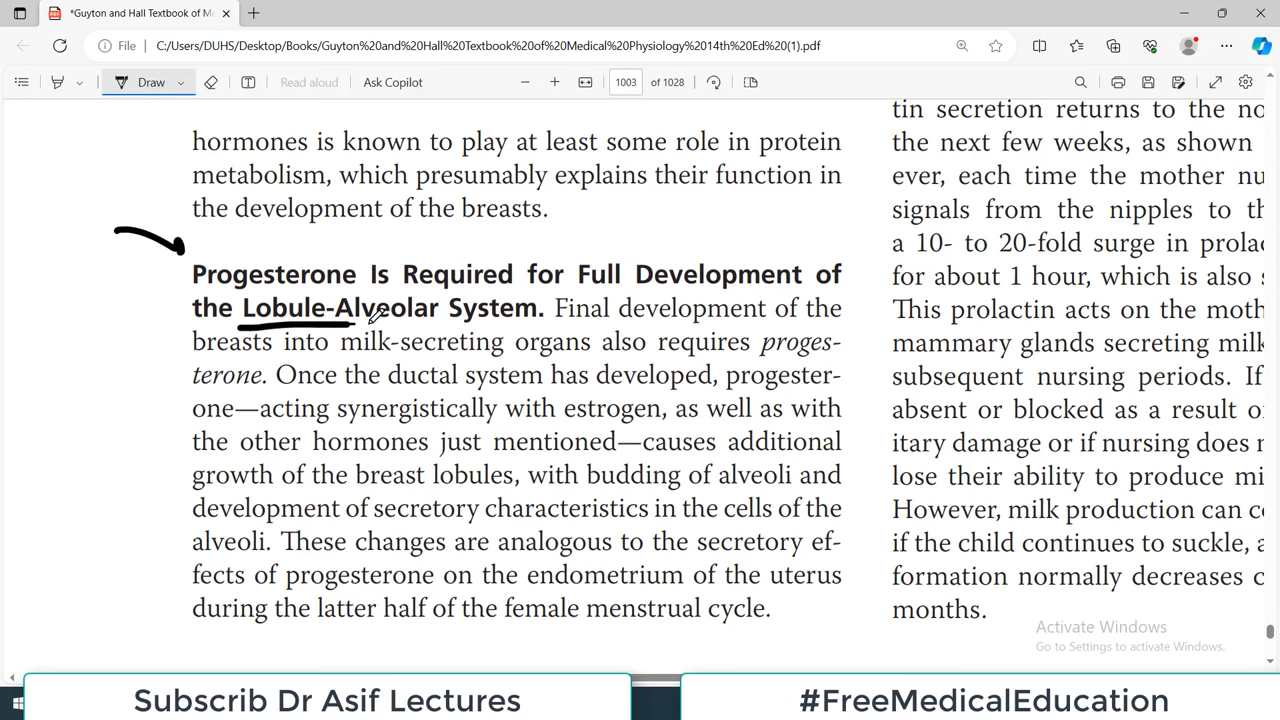 *Guyton and Hall Textbook of Me
File
C:/Users/DUHS/Desktop/Books/Guyton%20and%20Hall%20Textbook%20of%20Medical%20Physiology%2014th%20Ed%20(1).pdf
Draw
Read aloud
Ask Copilot
1003
of 1028
hormones is known to play at least some role in protein
metabolism, which presumably explains their function in
the development of the breasts.
Progesterone Is Required for Full Development of
the Lobule-Alveolar System. Final development of the
breasts into milk-secreting organs also requires proges-
terone. Once the ductal system has developed, progester-
one—acting synergistically with estrogen, as well as with
the other hormones just mentioned—causes additional
growth of the breast lobules, with budding of alveoli and
development of secretory characteristics in the cells of the
alveoli. These changes are analogous to the secretory ef-
fects of progesterone on the endometrium of the uterus
during the latter half of the female menstrual cycle.
tin secretion returns to the no
the next few weeks, as shown
ever, each time the mother nu
signals from the nipples to th
a 10- to 20-fold surge in prolac
for about 1 hour, which is also s
This prolactin acts on the moth
mammary glands secreting milk
subsequent nursing periods. If
absent or blocked as a result o
itary damage or if nursing does n
lose their ability to produce mi
However, milk production can co
if the child continues to suckle, a
formation normally decreases c
months.
Activate Windows
Go to Settings to activate Windows.
Subscrib Dr Asif Lectures
#FreeMedicalEducation